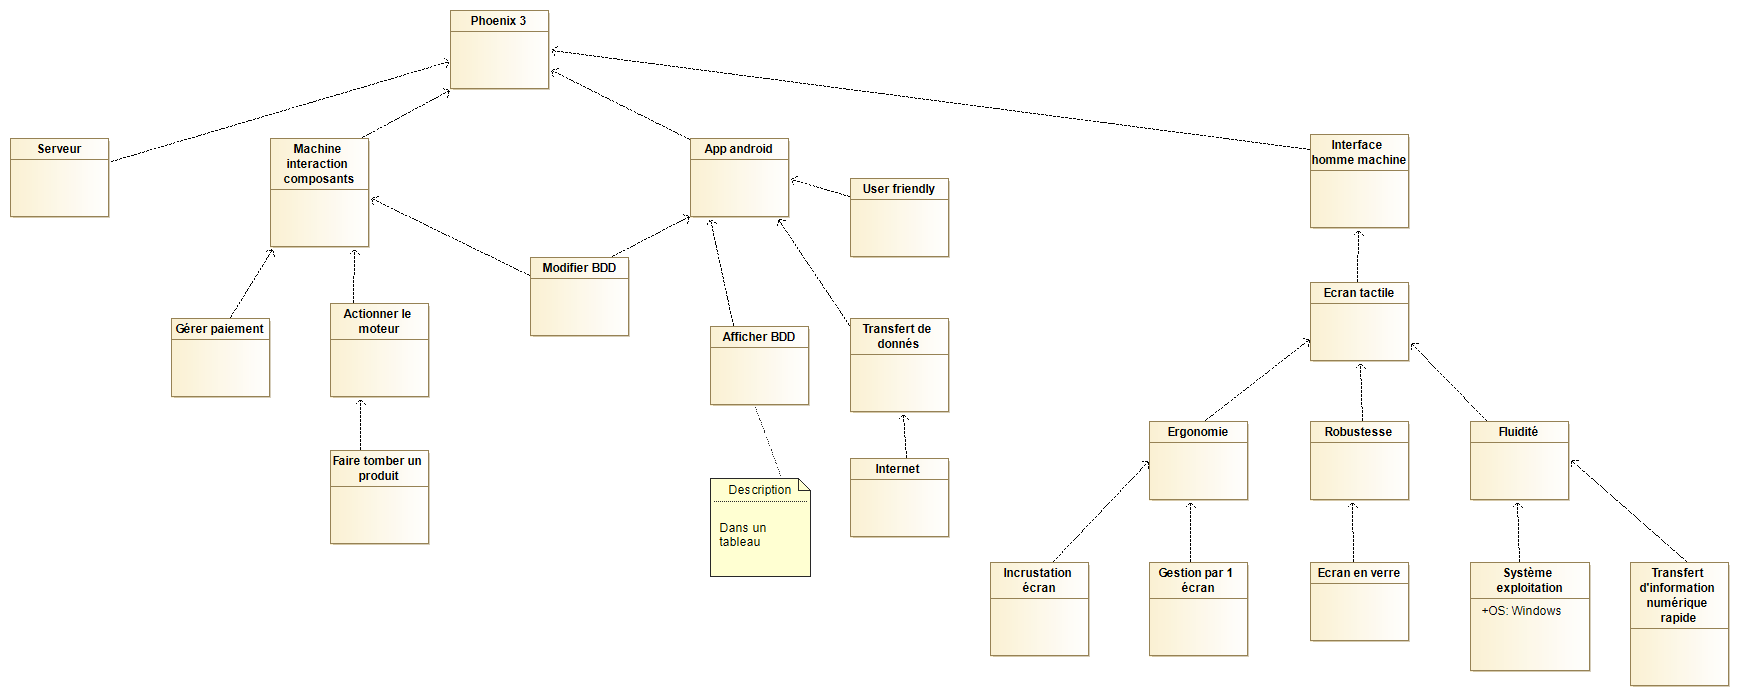 Phoenix 3
Serveur
Machine
interaction
composants
App android
Interface
homme machine
User friendly
Modifier BDD
Ecran tactile
Gérer paiement
Actionner le
moteur
Afficher BDD
Transfert de
donnés
Ergonomie
Robustesse
Fluidité
Faire tomber un
produit
Internet
Description
Dans un
tableau
Incrustation
écran
Gestion par 1
écran
Ecran en verre
Système
exploitation
+OS: Windows
Transfert
d'information
numérique
rapide